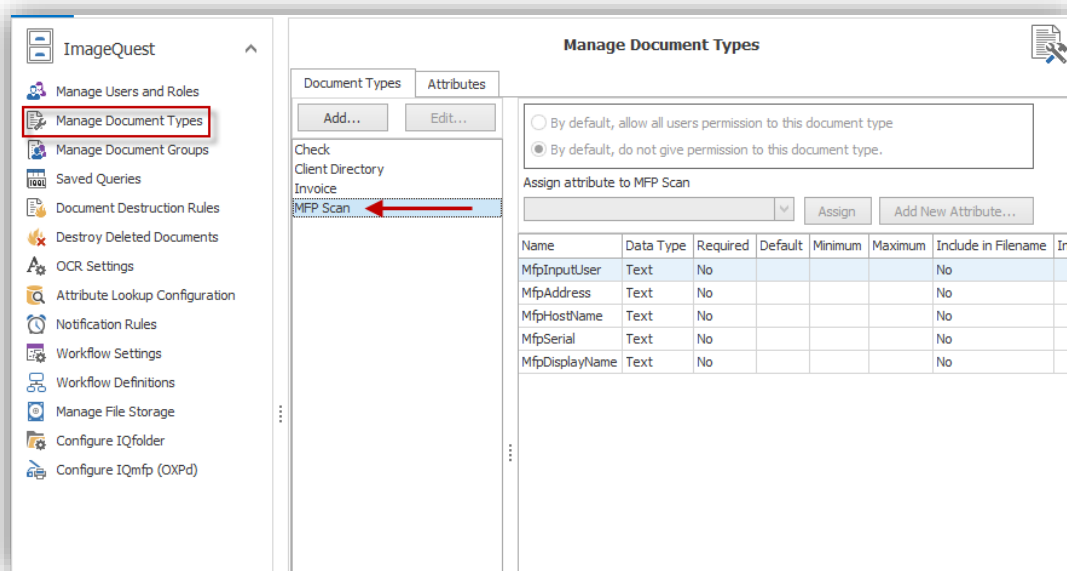 ImageQuest
Manage Users and Roles
Manage Document Types
Manage Document Groups
Saved Queries
Document Destruction Rules
Destroy Deleted Documents
OCR Settings
Attribute Lookup Configuration
Notification Rules
Workflow Settings
Workflow Definitions
Manage File Storage
Configure IQfolder
Configure IQmfp (OXPd)
Manage Document Types
Document Types Attributes
Add... Edit...
Check
Client Directory
Invoice
MFP Scan
By default, allow all users permission to this document type
By default, do not give permission to this document type.
Assign attribute to MFP Scan
Assign Add New Attribute...
Name Data Type Required Default Minimum Maximum Include in Filename
MfpInputUser Text No No
MfpAddress Text No No
MfpHostName Text No No
MfpSerial Text No No
MfpDisplayName Text No No